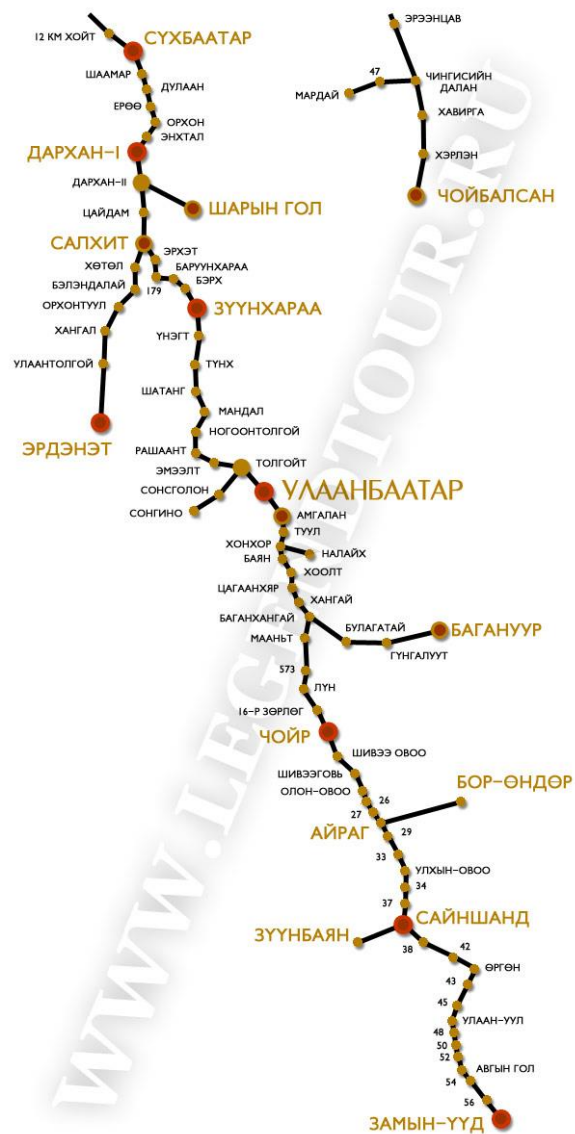 12 КМ ХОЙТ
СҮХБААТАР
ШААМАР
ДУЛААН
ЕРӨӨ
ОРХОН
ЭНХТАЛ
ДАРХАН-I
ДАРХАН-II
ШАРЫН ГОЛ
ЦАЙДАМ
САЛХИТ
ЭРХЭТ
ХӨТӨЛ
БАРУУНХАРАА
БЭЛЭНДАЛАЙ
179
БЭРХ
ОРХОНТУУЛ
ЗҮҮНХАРАА
ХАНГАЛ
ҮНЭГТ
УЛААНТОЛГОЙ
ТҮНХ
ЭРДЭНЭТ
ШАТАНГ
МАНДАЛ
НОГООНТОЛГОЙ
РАШААНТ
ЭМЭЭЛТ
ТОЛГОЙТ
СОНСГОЛОН
СОНГИНО
УЛААНБААТАР
АМГАЛАН
ТУУЛ
ХОНХОР
НАЛАЙХ
БАЯН
ХООЛТ
ЦАГААНХЯР
ХАНГАЙ
БАГАНХАНГАЙ
БУЛАГАТАЙ
БАГАНУУР
ГҮНГАЛУУТ
МААНЬТ
573
ЛҮН
16-Р ЗӨРЛӨГ
ЧОЙР
ШИВЭЭ ОВОО
ШИВЭЭГОВЬ
ОЛОН-ОВОО
26
27
БОР-ӨНДӨР
АЙРАГ
29
33
УЛХЫН-ОВОО
34
37
САЙНШАНД
ЗҮҮНБАЯН
38
42
ӨРГӨН
43
45
УЛААН-УУЛ
48
50
52
АВГЫН ГОЛ
54
56
ЗАМЫН-ҮҮД
ЭРЭЭНЦАВ
47
ЧИНГИСИЙН
ДАЛАН
МАРДАЙ
ХАВИРГА
ХЭРЛЭН
ЧОЙБАЛСАН
WWW.LEGENDTOUR.RU